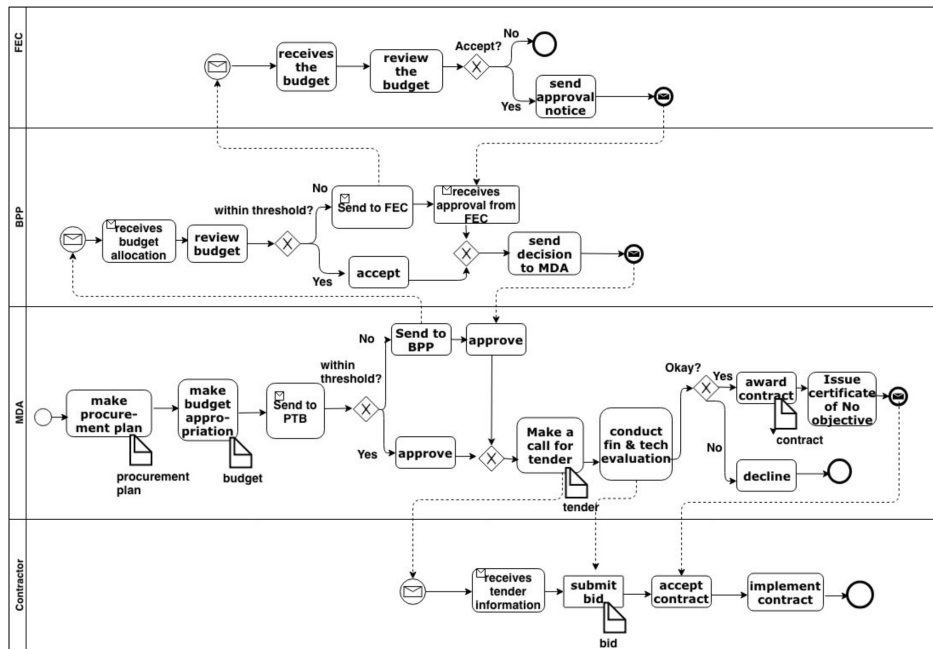 FEC
receives
the
budget
review
the
budget
Accept?
No
Yes
send
approval
notice
BPP
receives
budget
allocation
review
budget
within threshold?
No
Send to FEC
receives
approval from
FEC
Yes
accept
send
decision
to MDA
MDA
make
procure-
ment plan
procurement
plan
make
budget
appro-
priation
budget
Send to
PTB
within
threshold?
No
Send to
BPP
approve
Yes
approve
Make a
call for
tender
tender
conduct
fin & tech
evaluation
Okay?
Yes
award
contract
contract
Issue
certificate
of No
objective
No
decline
Contractor
receives
tender
information
submit
bid
bid
accept
contract
implement
contract